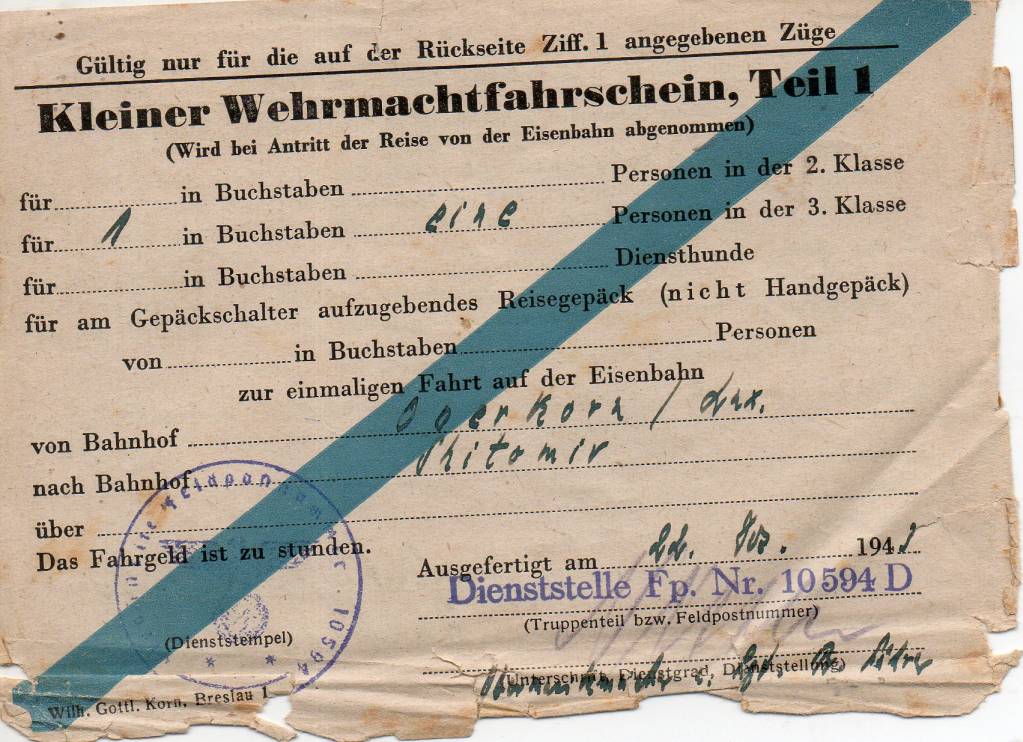 Gültig nur für die auf der Rückseite Ziff. 1 angegebenen Züge
Kleiner Wehrmachtfahrschein, Teil 1
(Wird bei Antritt der Reise von der Eisenbahn abgenommen)
für in Buchstaben Personen in der 2. Klasse
für 1 in Buchstaben eine Personen in der 3. Klasse
für in Buchstaben Diensthunde
für am Gepäckschalter aufzugebendes Reisegepäck (nicht Handgepäck)
von in Buchstaben Personen
zur einmaligen Fahrt auf der Eisenbahn
von Bahnhof Oberkorn / Lux.
nach Bahnhof Shitomir
über
Das Fahrgeld ist zu stunden.
Ausgefertigt am 22. 194
Dienststelle Fp. Nr. 10594 D
(Truppenteil bzw. Feldpostnummer)
(Dienststempel)
10594
(Unterschrift, Dienstgrad, Dienststellung)
Wilh. Gottl. Korn, Breslau 1